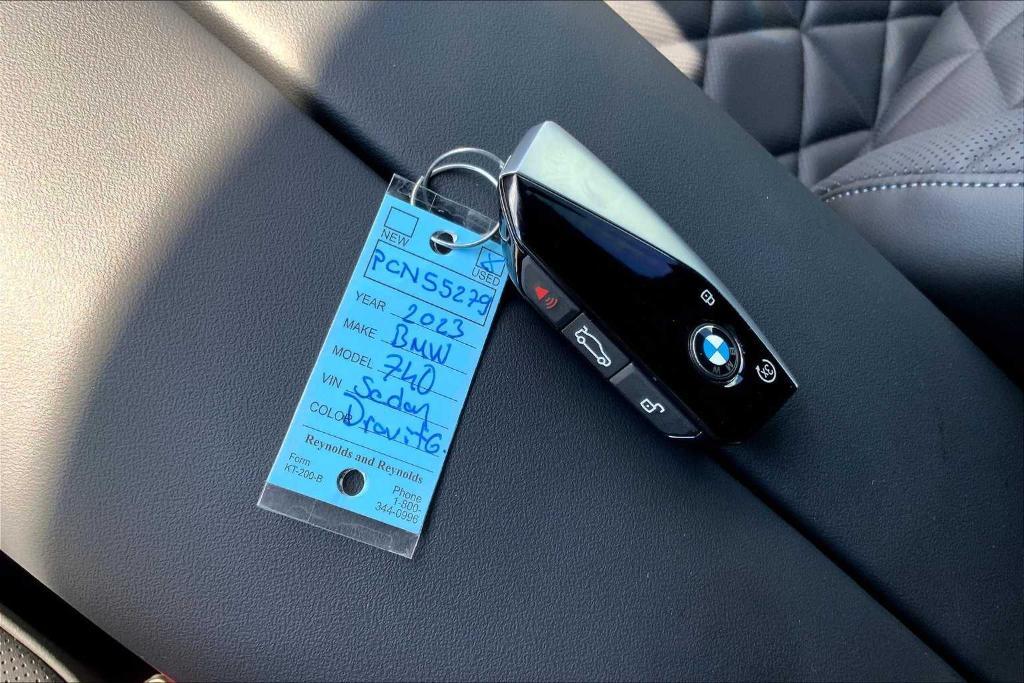 NEW
USED
PCN55279
YEAR 2023
MAKE BMW
MODEL 740
VIN Sedan
COLOR Dravit G.
Reynolds and Reynolds
Form
KT-200-B
Phone
1-800-
344-0996
BMW